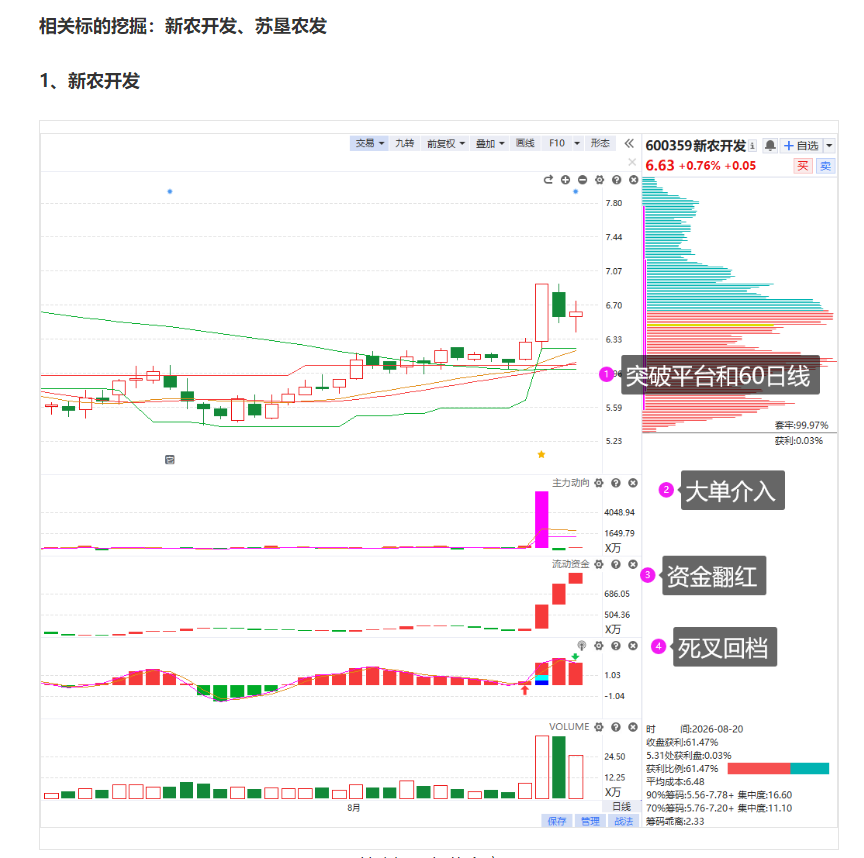 相关标的挖掘：新农开发、苏垦农发
1、新农开发
交易 九转 前复权 叠加 画线 F10 形态
600359 新农开发 自选
6.63 +0.76% +0.05 买 卖
7.80
7.44
7.07
6.70
6.33
1 突破平台和60日线
5.59
5.23
套牢:99.97%
获利:0.03%
主力动向
4048.94
1649.79
X万
2 大单介入
流动资金
686.05
504.36
X万
3 资金翻红
4 死叉回档
1.03
-1.04
VOLUME
24.50
12.25
X万
8月
日线
保存 管理 战法
时 间:2026-08-20
收盘获利:61.47%
5.31处获利盘:0.03%
获利比例:61.47%
平均成本:6.48
90%筹码:5.56-7.78+ 集中度:16.60
70%筹码:5.76-7.20+ 集中度:11.10
筹码乖离:2.33